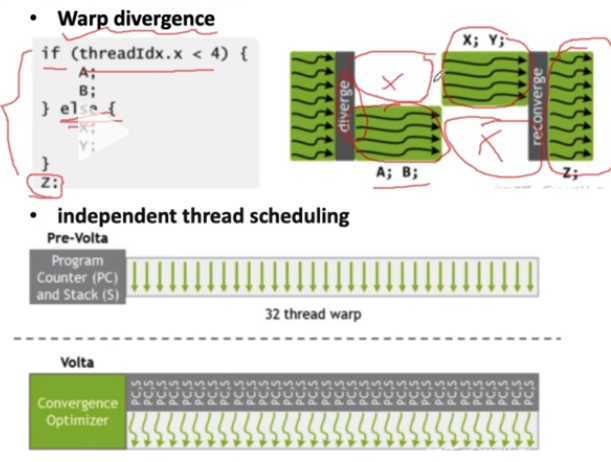 • Warp divergence
if (threadIdx.x < 4) {
A;
B;
} else {
X;
Y;
}
Z;
X; Y;
diverge
reconverge
A; B;
Z;
• independent thread scheduling
Pre-Volta
Program
Counter (PC)
and Stack (S)
32 thread warp
Volta
Convergence
Optimizer
PC,S PC,S PC,S PC,S PC,S PC,S PC,S PC,S PC,S PC,S PC,S PC,S PC,S PC,S PC,S PC,S PC,S PC,S PC,S PC,S PC,S PC,S PC,S PC,S PC,S PC,S PC,S PC,S PC,S PC,S PC,S PC,S